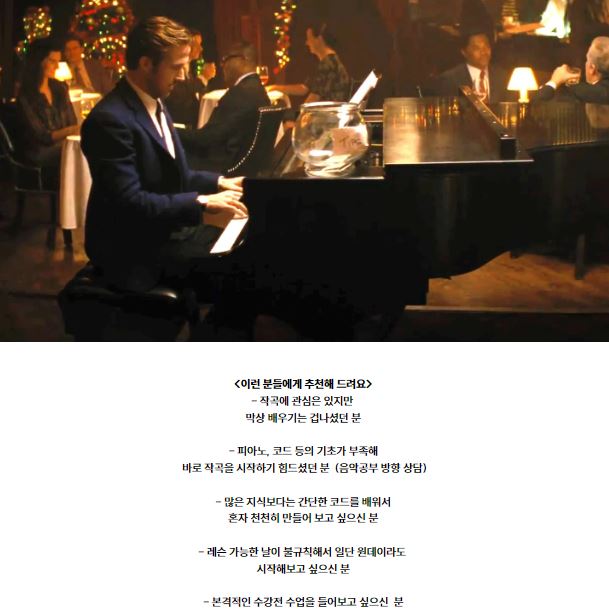 <이런 분들에게 추천해 드려요>
- 작곡에 관심은 있지만
막상 배우기는 겁나셨던 분
- 피아노, 코드 등의 기초가 부족해
바로 작곡을 시작하기 힘드셨던 분 (음악공부 방향 상담)
- 많은 지식보다는 간단한 코드를 배워서
혼자 천천히 만들어 보고 싶으신 분
- 레슨 가능한 날이 불규칙해서 일단 원데이라도
시작해보고 싶으신 분
- 본격적인 수강전 수업을 들어보고 싶으신 분